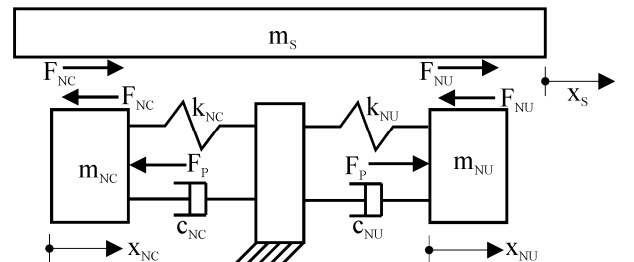 m_S
F_NC F_NU
F_NC F_NU x_S
k_NC k_NU
m_NC F_P F_P m_NU
c_NC c_NU
x_NC x_NU